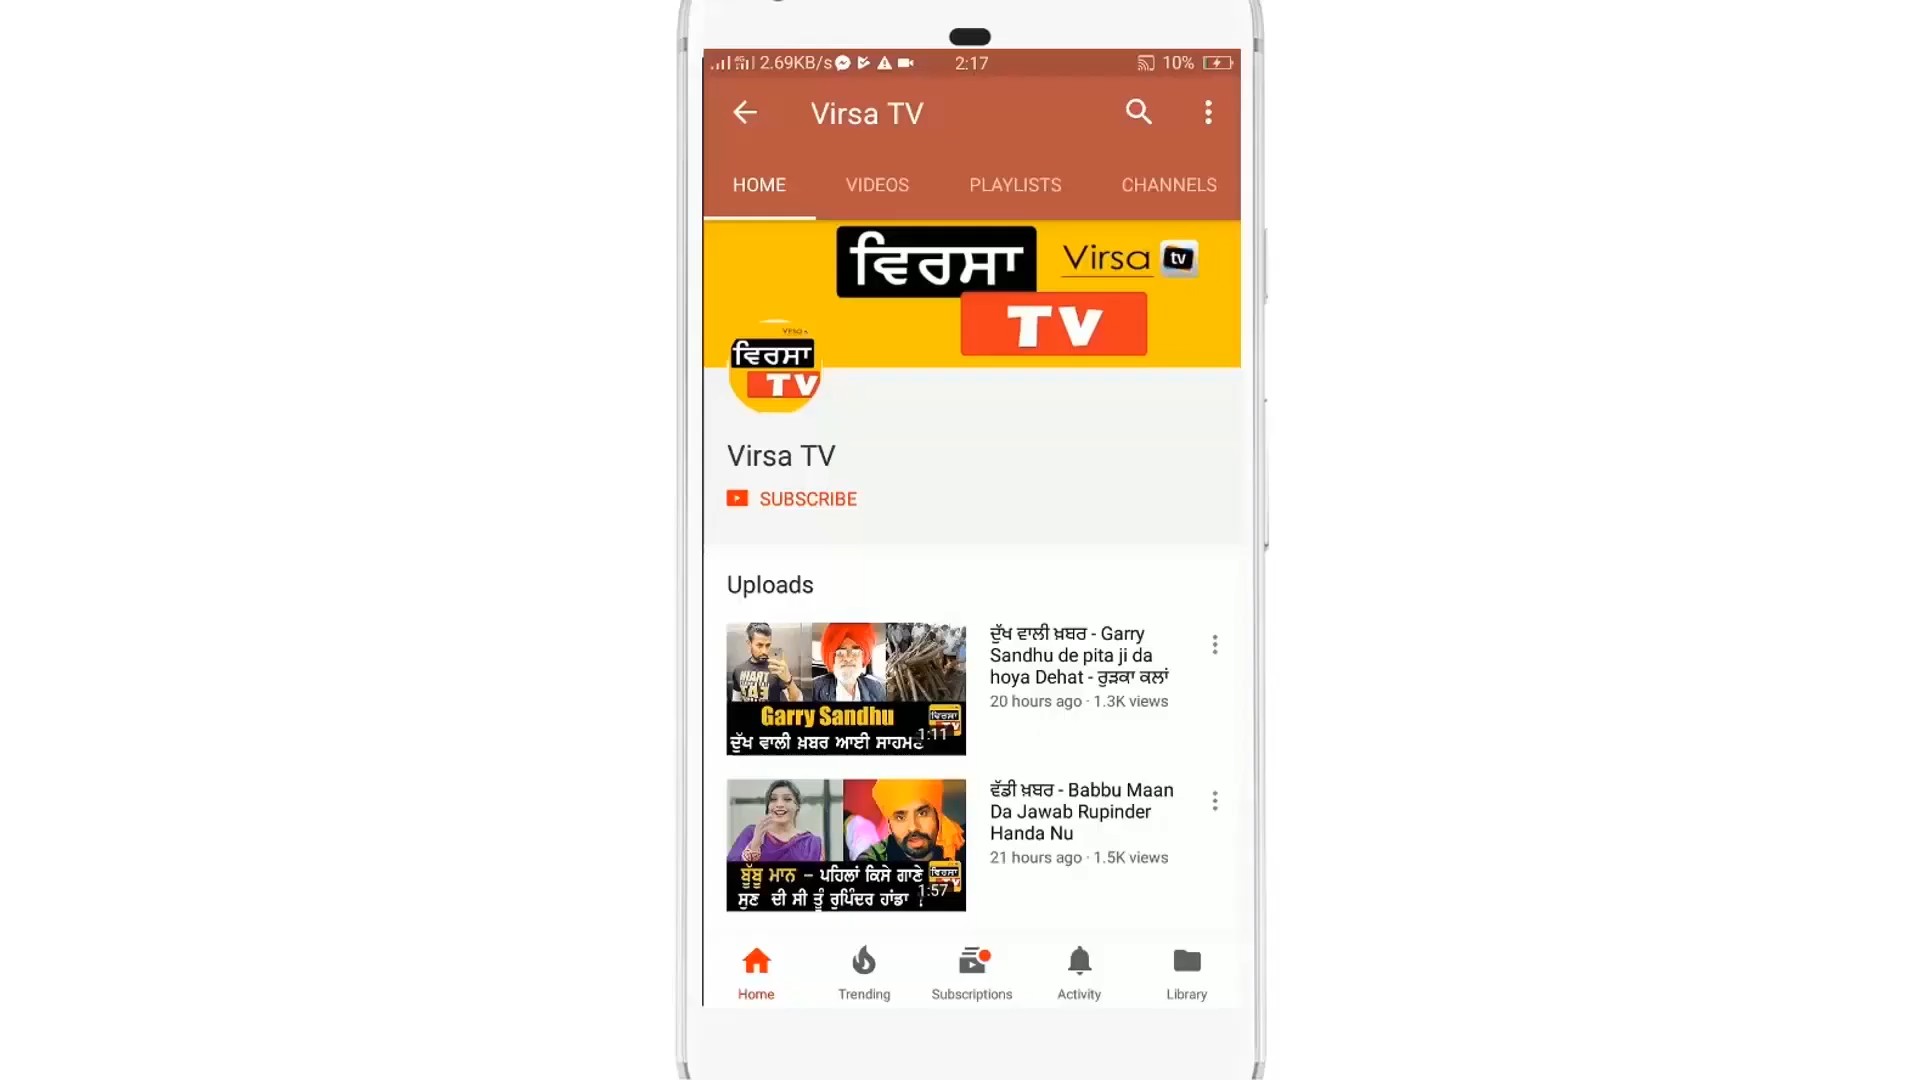 2.69KB/s 2:17 10%
Virsa TV
HOME VIDEOS PLAYLISTS CHANNELS
ਵਿਰਸਾ
Virsa tv
TV
ਵਿਰਸਾ
TV
Virsa TV
SUBSCRIBE
Uploads
Garry Sandhu
ਵਿਰਸਾ
TV
1:11
ਦੁੱਖ ਵਾਲੀ ਖ਼ਬਰ ਆਈ ਸਾਹਮਣੇ
ਦੁੱਖ ਵਾਲੀ ਖ਼ਬਰ - Garry
Sandhu de pita ji da
hoya Dehat - ਰੁੜਕਾ ਕਲਾਂ
20 hours ago · 1.3K views
ਬੁੱਬੂ ਮਾਨ – ਪਹਿਲਾਂ ਕਿਸੇ ਗਾਣੇ
ਸੁਣ ਦੀ ਸੀ ਤੂੰ ਰੁਪਿੰਦਰ ਹਾਂਡਾ ?
ਵਿਰਸਾ
1:57
ਵੱਡੀ ਖ਼ਬਰ - Babbu Maan
Da Jawab Rupinder
Handa Nu
21 hours ago · 1.5K views
Home Trending Subscriptions Activity Library